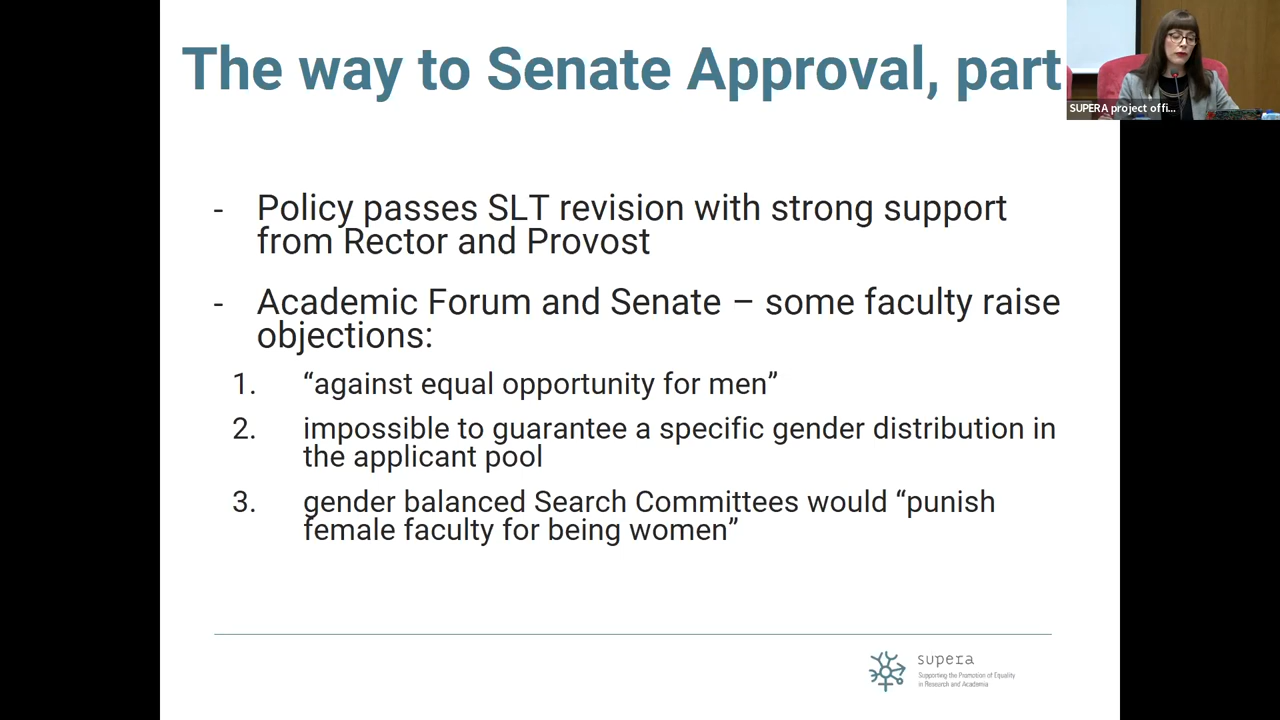 The way to Senate Approval, part
SUPERA project offi...
- Policy passes SLT revision with strong support
from Rector and Provost
- Academic Forum and Senate – some faculty raise
objections:
1. “against equal opportunity for men”
2. impossible to guarantee a specific gender distribution in
the applicant pool
3. gender balanced Search Committees would “punish
female faculty for being women”
supera
Supporting the Promotion of Equality
in Research and Academia